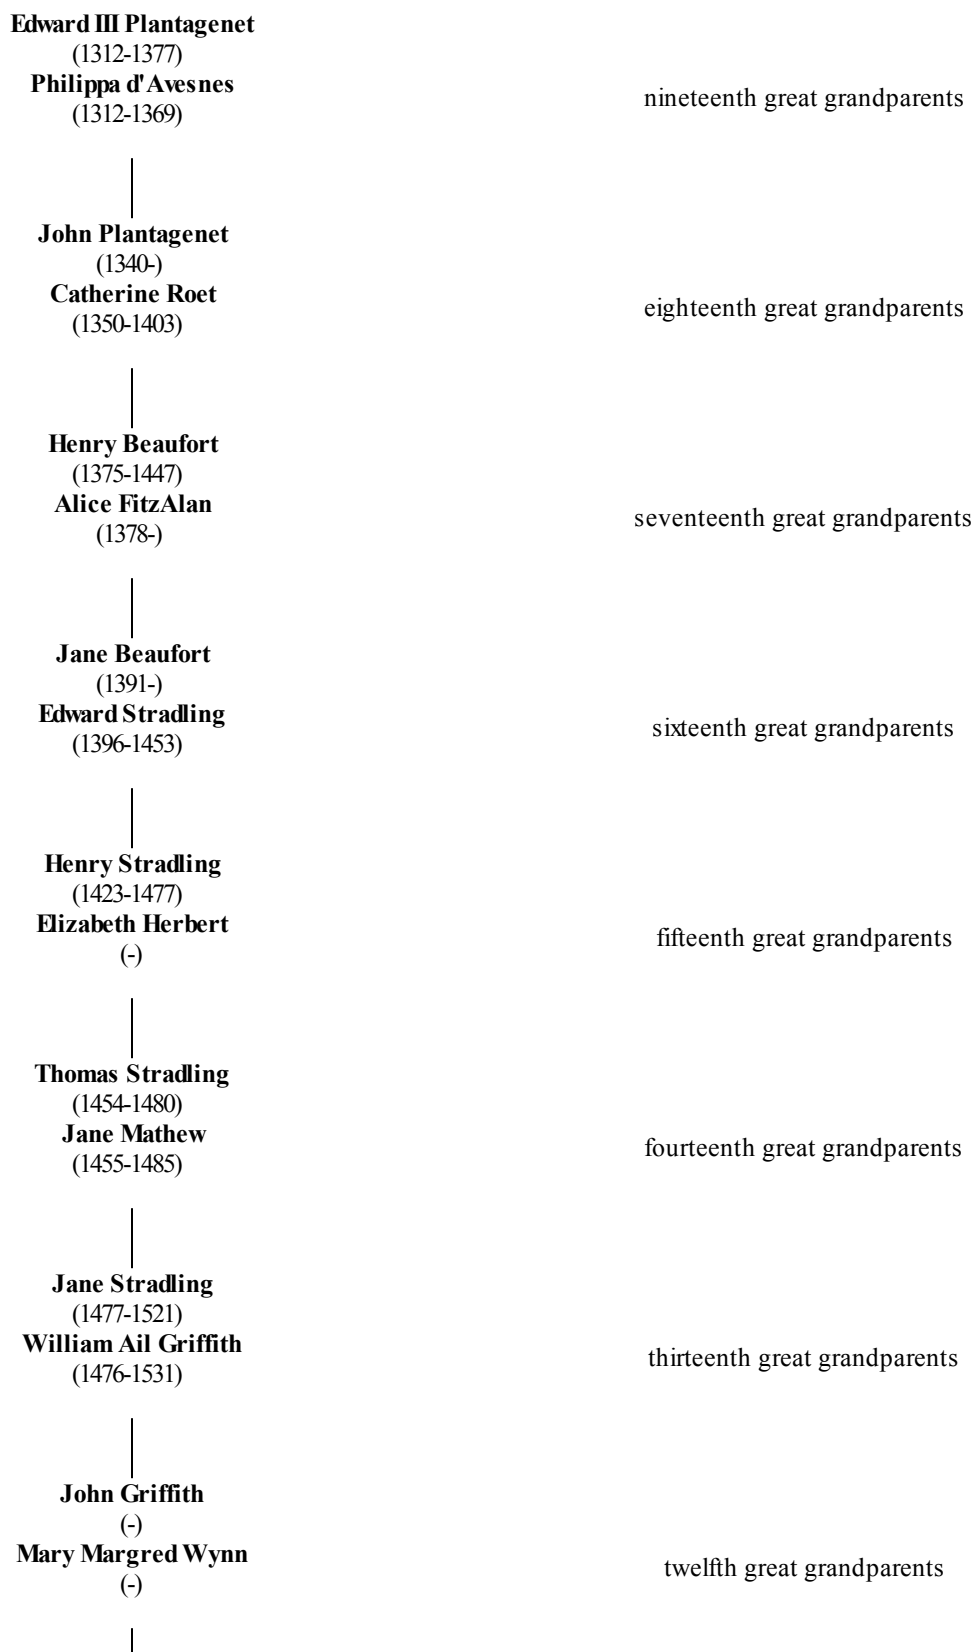 Edward III Plantagenet
(1312-1377)
Philippa d'Avesnes
(1312-1369)
nineteenth great grandparents
John Plantagenet
(1340-)
Catherine Roet
(1350-1403)
eighteenth great grandparents
Henry Beaufort
(1375-1447)
Alice FitzAlan
(1378-)
seventeenth great grandparents
Jane Beaufort
(1391-)
Edward Stradling
(1396-1453)
sixteenth great grandparents
Henry Stradling
(1423-1477)
Elizabeth Herbert
(-)
fifteenth great grandparents
Thomas Stradling
(1454-1480)
Jane Mathew
(1455-1485)
fourteenth great grandparents
Jane Stradling
(1477-1521)
William Ail Griffith
(1476-1531)
thirteenth great grandparents
John Griffith
(-)
Mary Margred Wynn
(-)
twelfth great grandparents